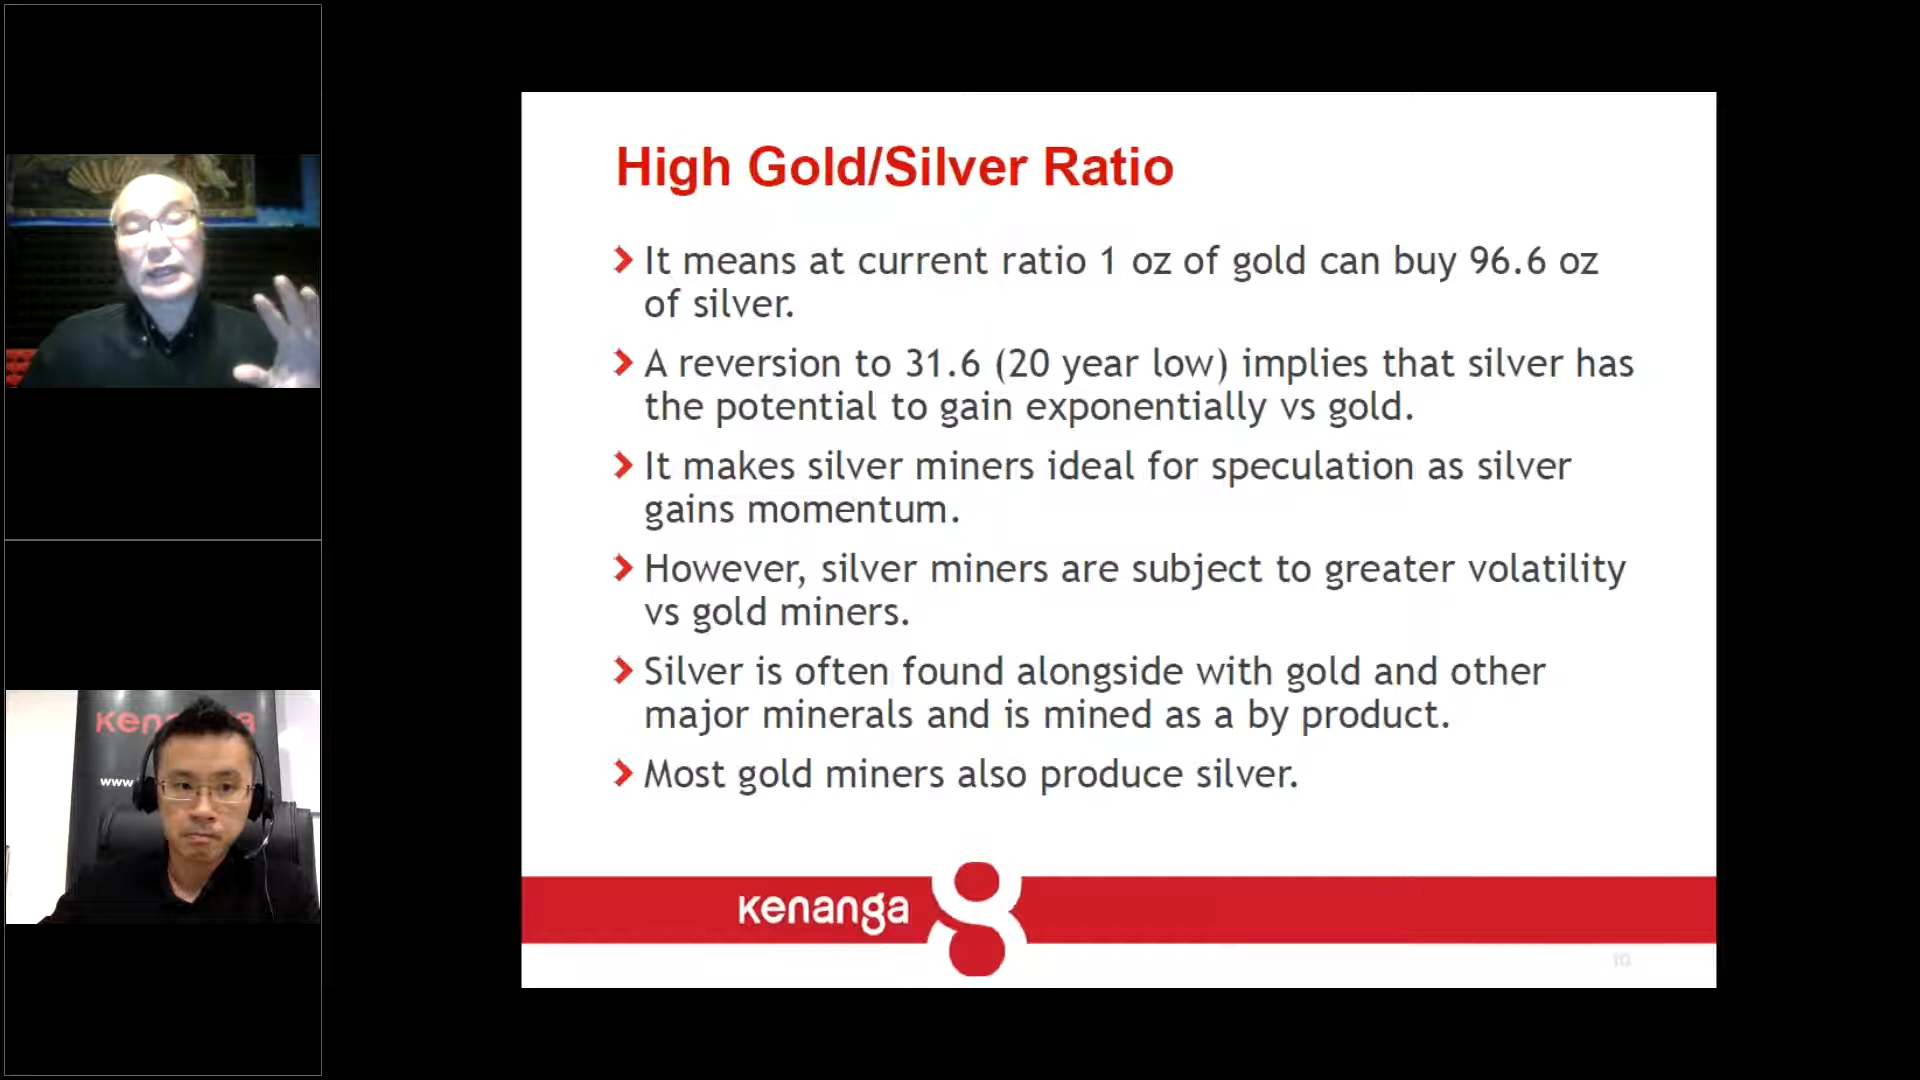 High Gold/Silver Ratio
It means at current ratio 1 oz of gold can buy 96.6 oz
of silver.
A reversion to 31.6 (20 year low) implies that silver has
the potential to gain exponentially vs gold.
It makes silver miners ideal for speculation as silver
gains momentum.
However, silver miners are subject to greater volatility
vs gold miners.
Silver is often found alongside with gold and other
major minerals and is mined as a by product.
Most gold miners also produce silver.
kenanga
10
www.